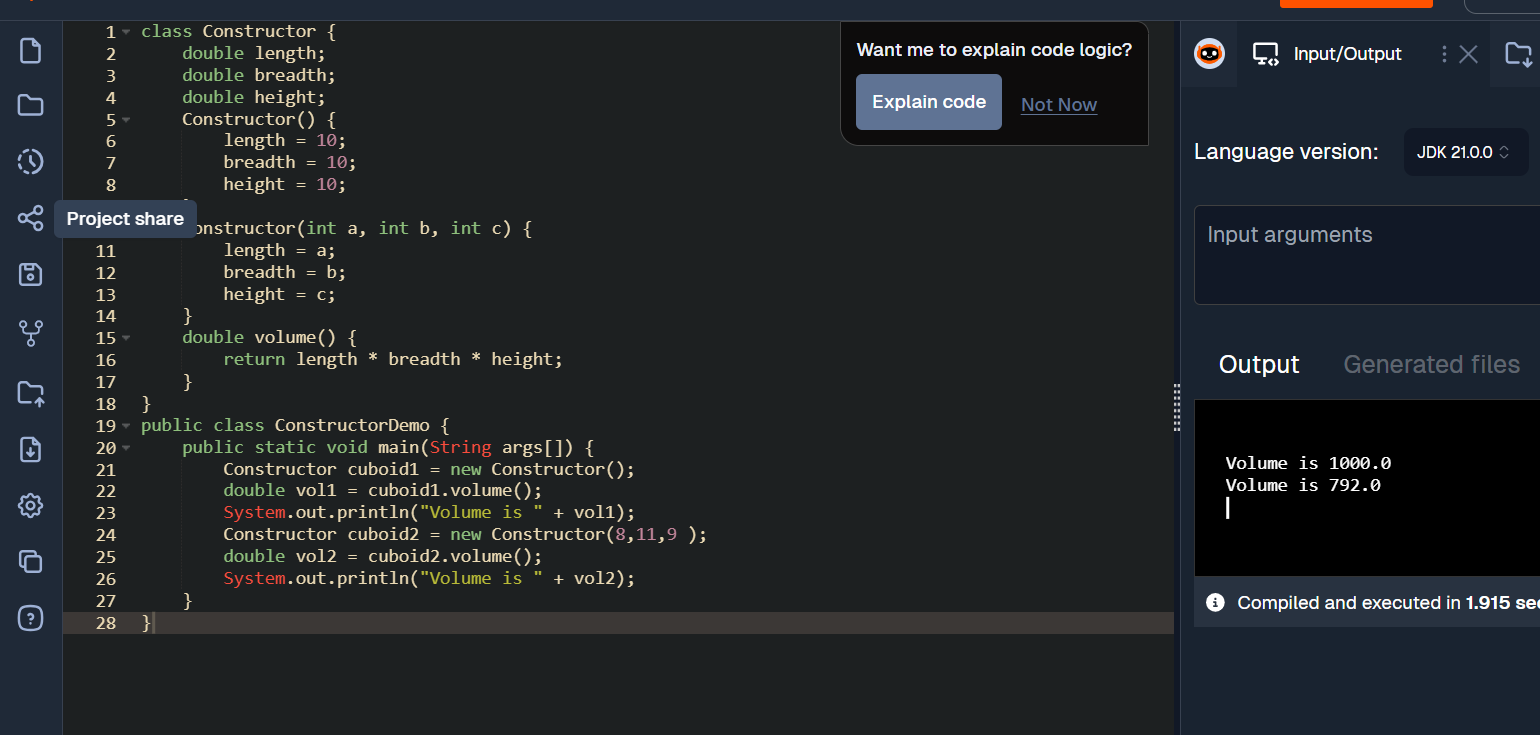 1 class Constructor {
2 double length;
3 double breadth;
4 double height;
5 Constructor() {
6 length = 10;
7 breadth = 10;
8 height = 10;
Project share
onstructor(int a, int b, int c) {
11 length = a;
12 breadth = b;
13 height = c;
14 }
15 double volume() {
16 return length * breadth * height;
17 }
18 }
19 public class ConstructorDemo {
20 public static void main(String args[]) {
21 Constructor cuboid1 = new Constructor();
22 double vol1 = cuboid1.volume();
23 System.out.println("Volume is " + vol1);
24 Constructor cuboid2 = new Constructor(8,11,9 );
25 double vol2 = cuboid2.volume();
26 System.out.println("Volume is " + vol2);
27 }
28 }
Want me to explain code logic?
Explain code
Not Now
Input/Output
Language version:
JDK 21.0.0
Input arguments
Output
Generated files
Volume is 1000.0
Volume is 792.0
Compiled and executed in 1.915 sec